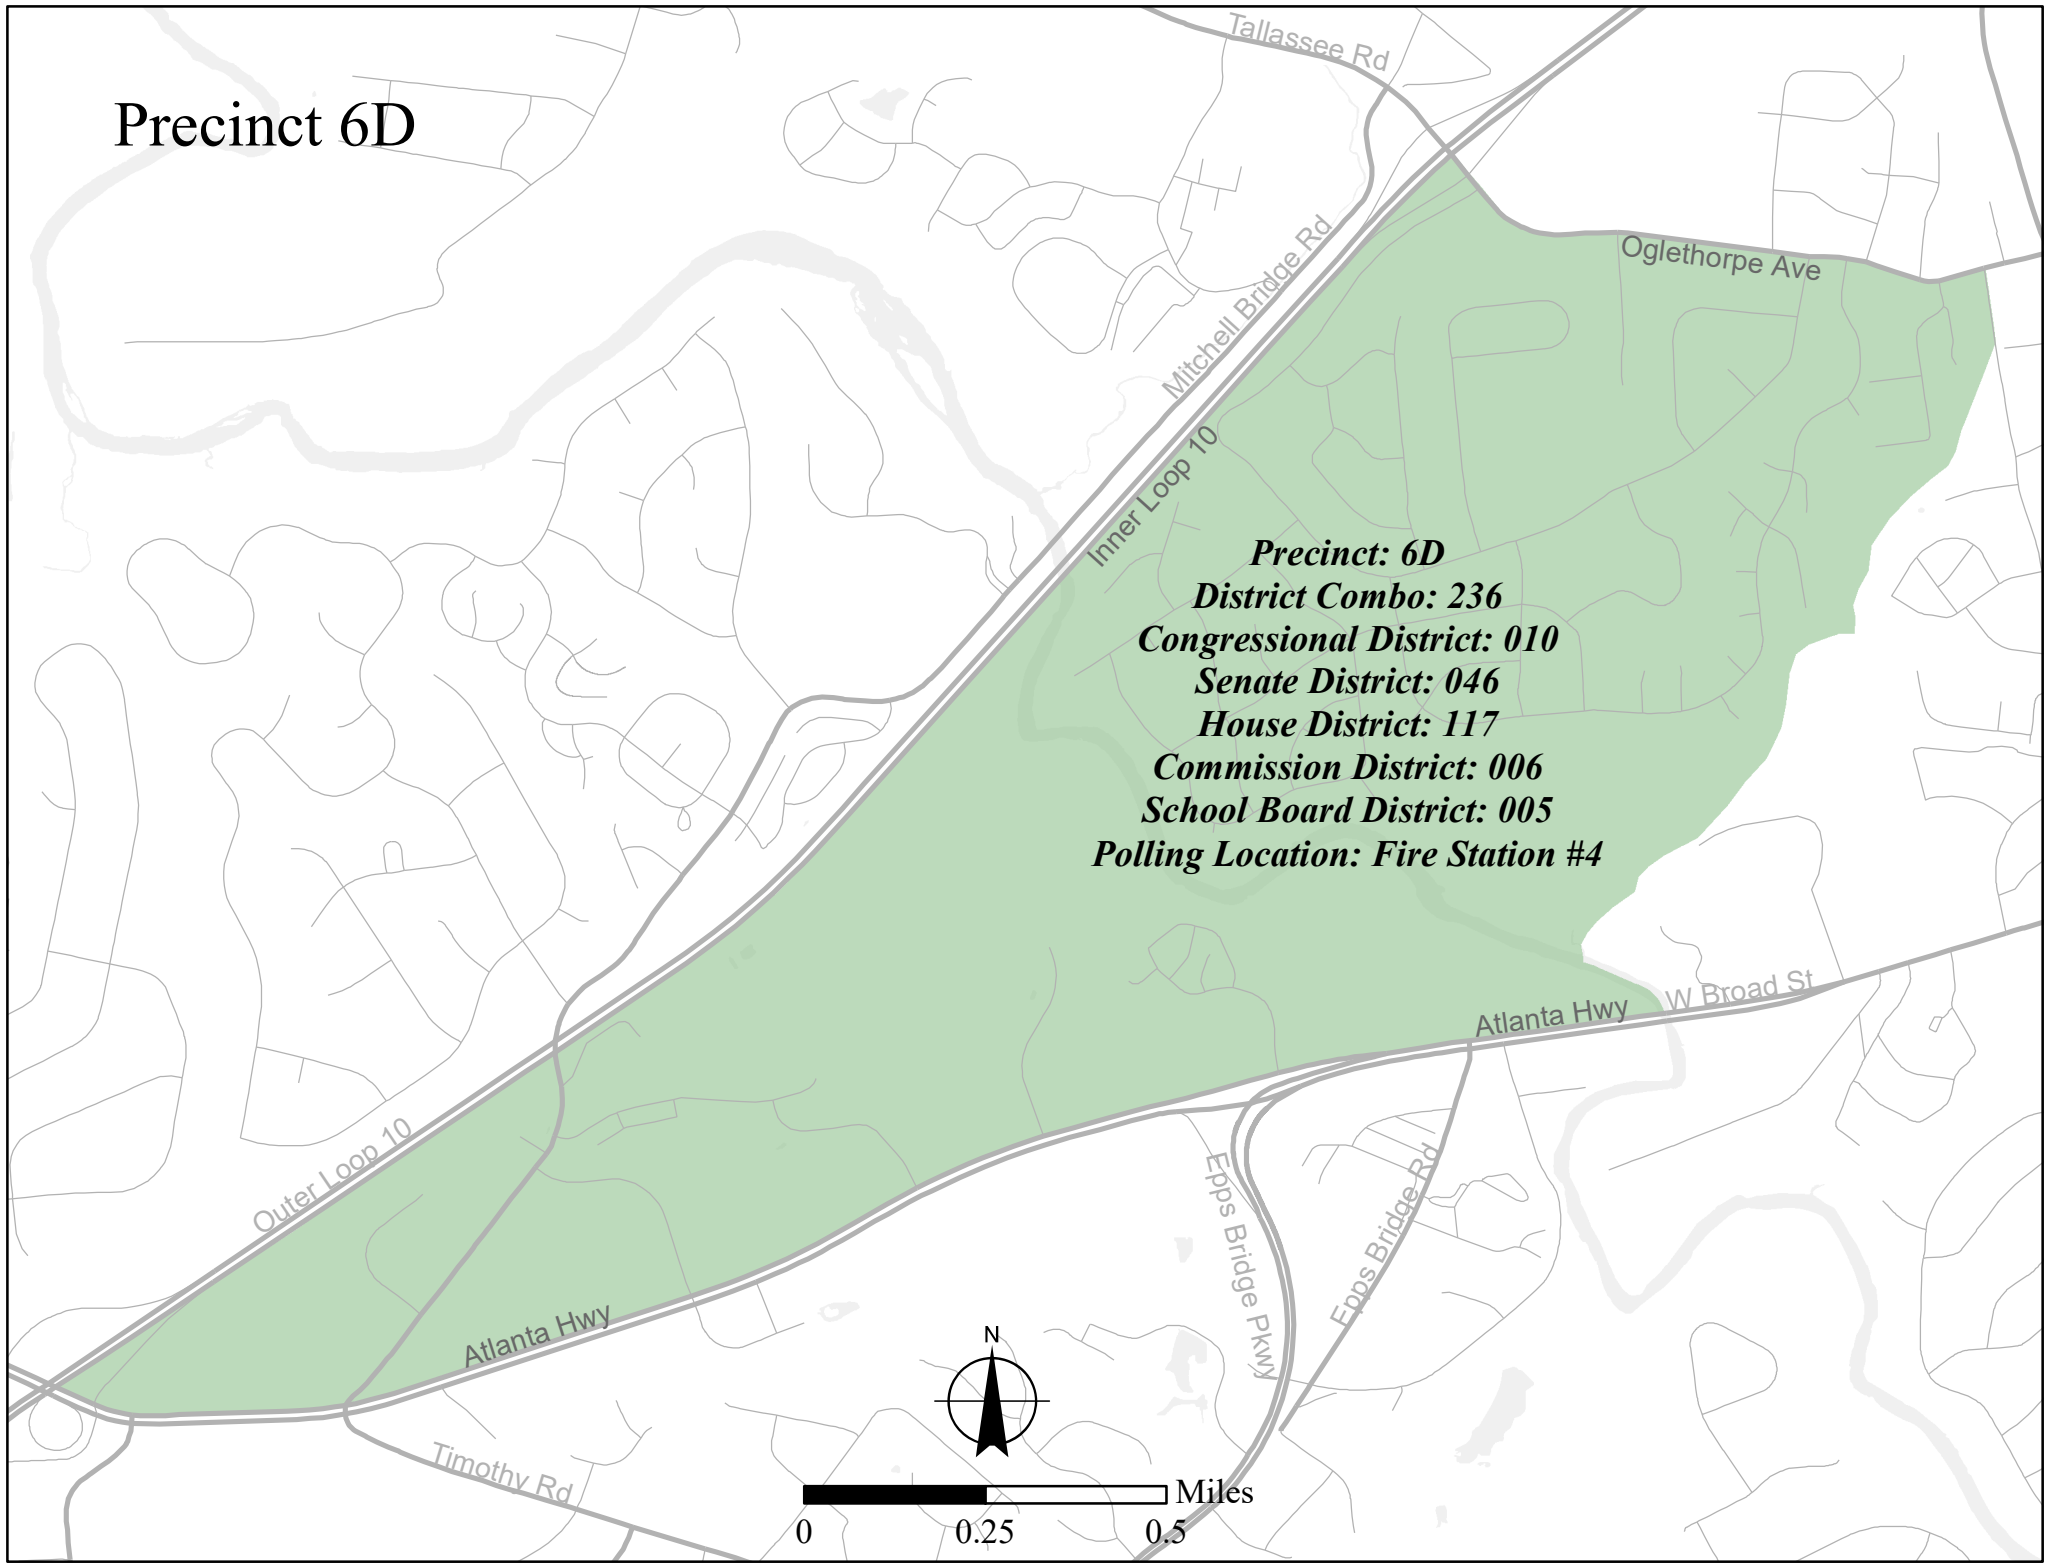 Tallassee Rd
Precinct 6D
Oglethorpe Ave
Mitchell Bridge Rd
Inner Loop 10
Precinct: 6D
District Combo: 236
Congressional District: 010
Senate District: 046
House District: 117
Commission District: 006
School Board District: 005
Polling Location: Fire Station #4
W Broad St
Atlanta Hwy
Outer Loop 10
Epps Bridge Pkwy
Epps Bridge Rd
Atlanta Hwy
N
Timothy Rd
Miles
0 0.25 0.5